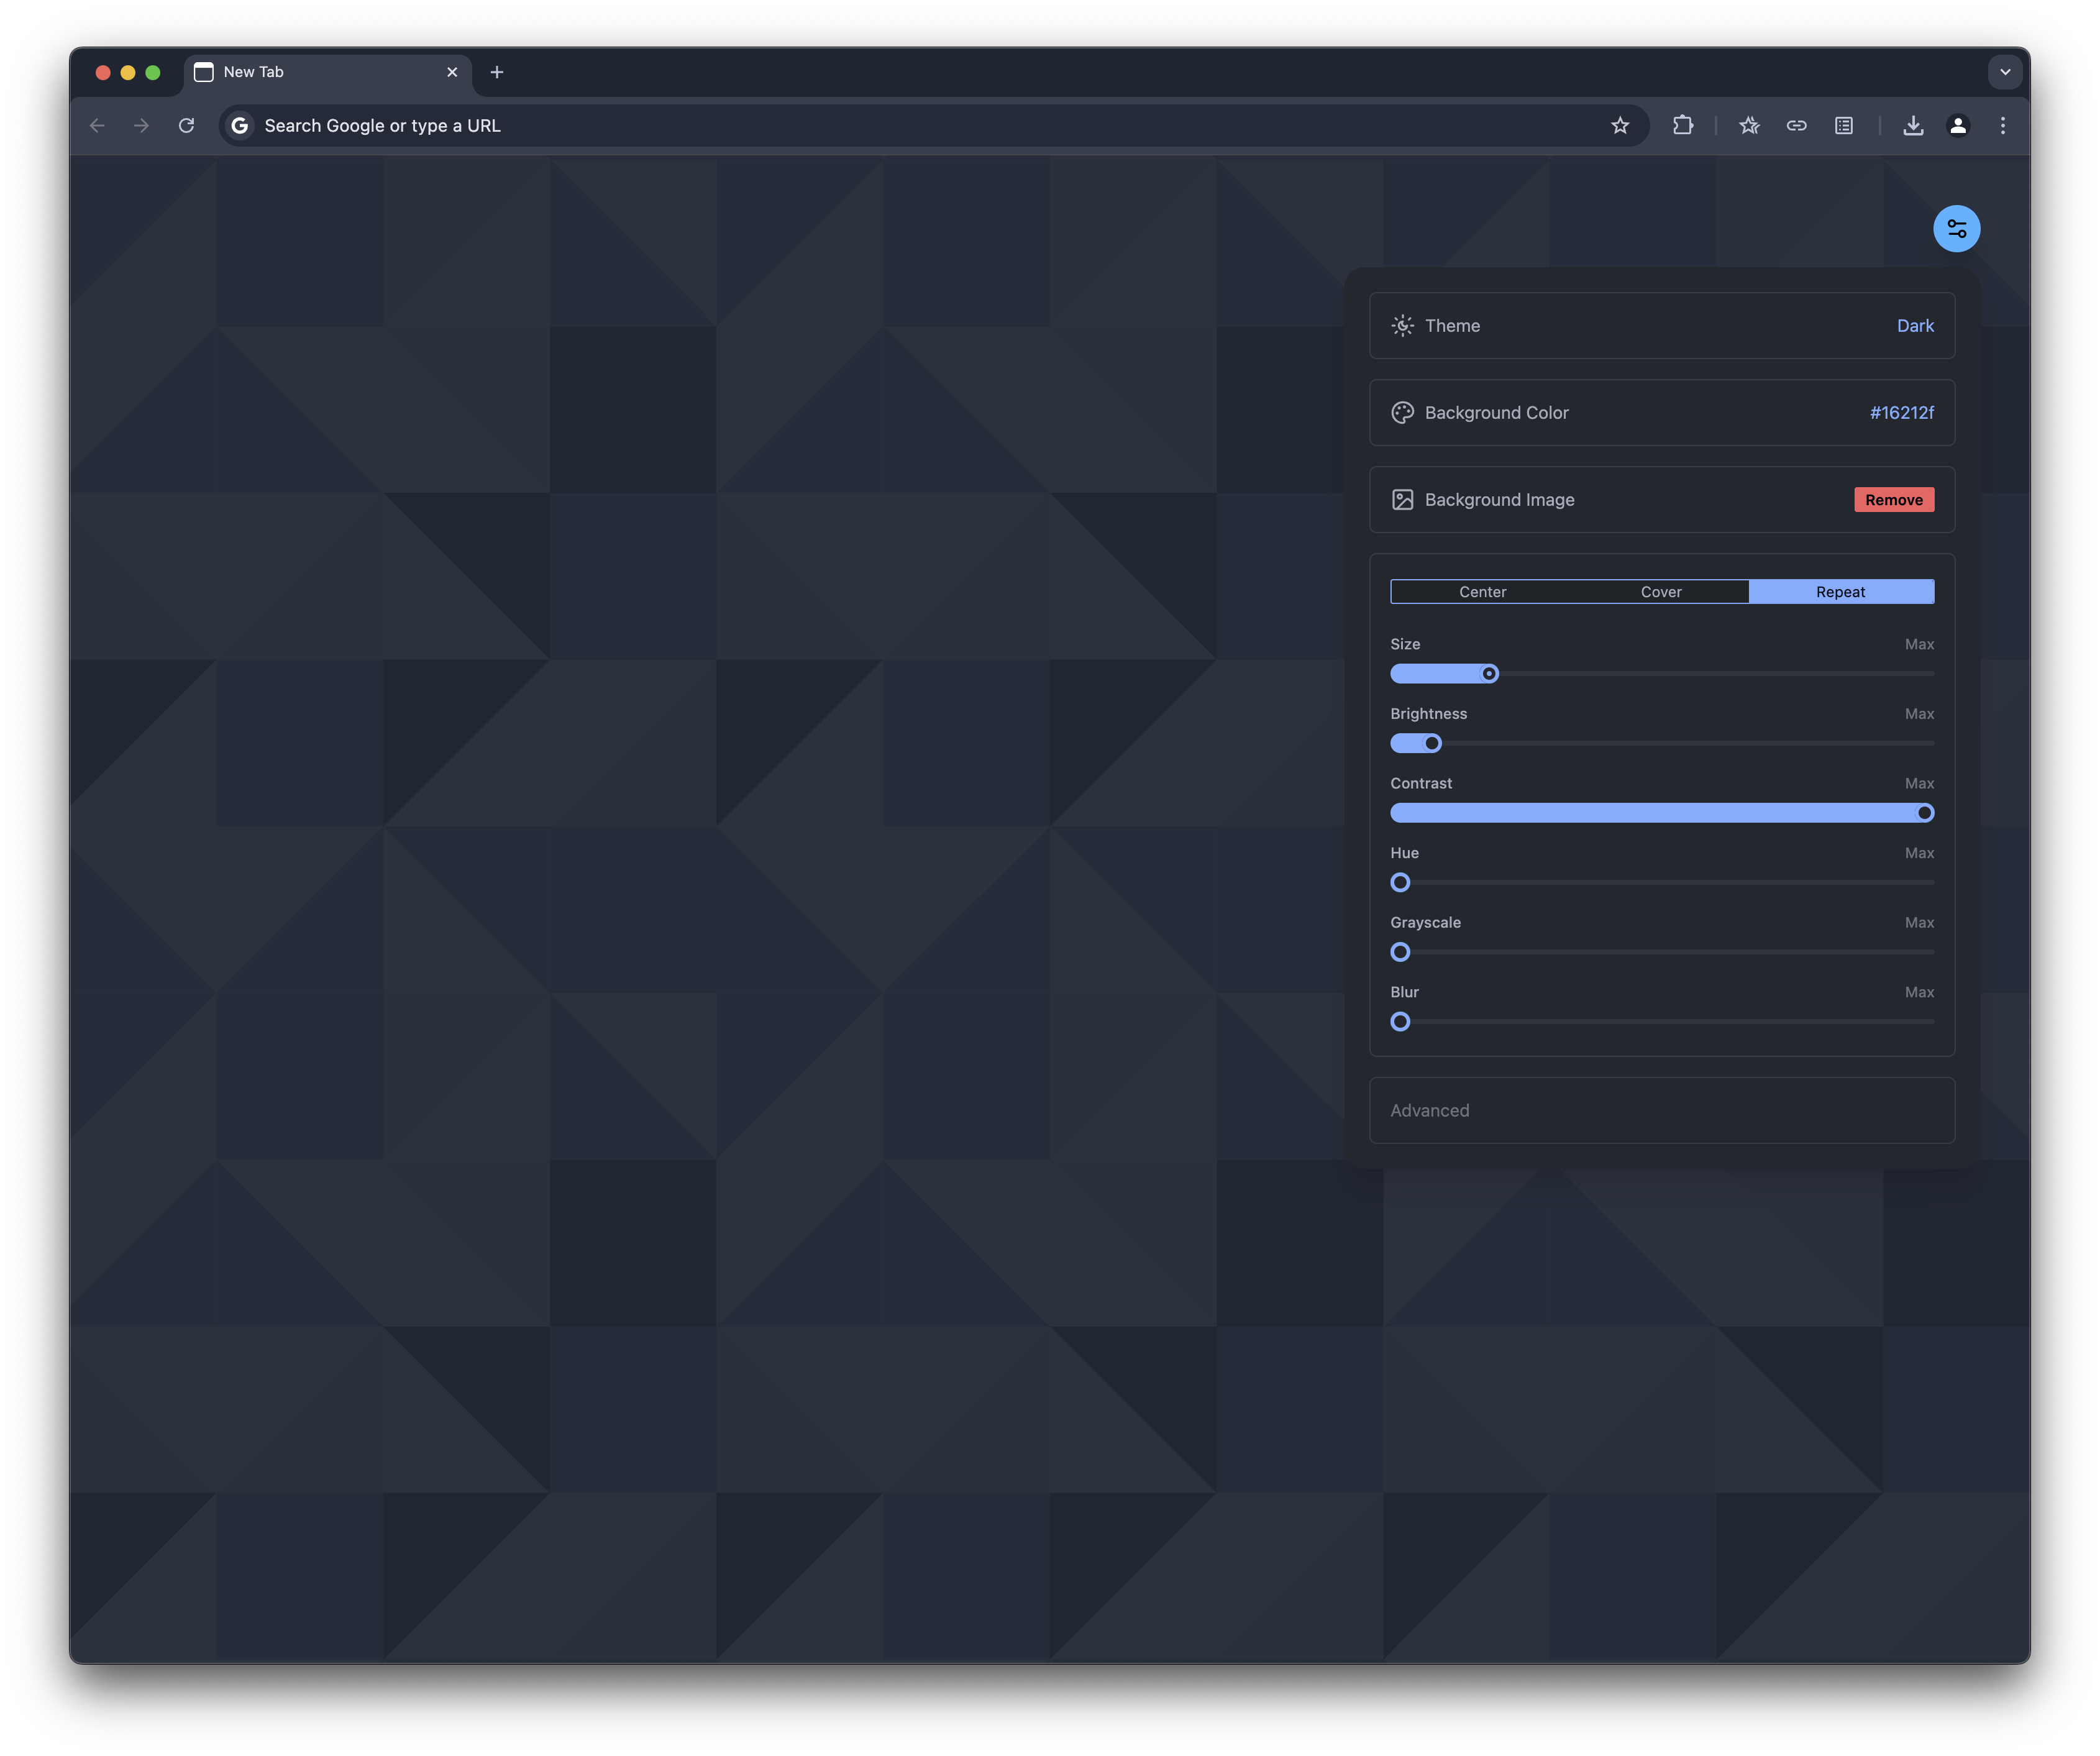 New Tab
Search Google or type a URL
Theme Dark
Background Color #16212f
Background Image Remove
Center Cover Repeat
Size Max
Brightness Max
Contrast Max
Hue Max
Grayscale Max
Blur Max
Advanced